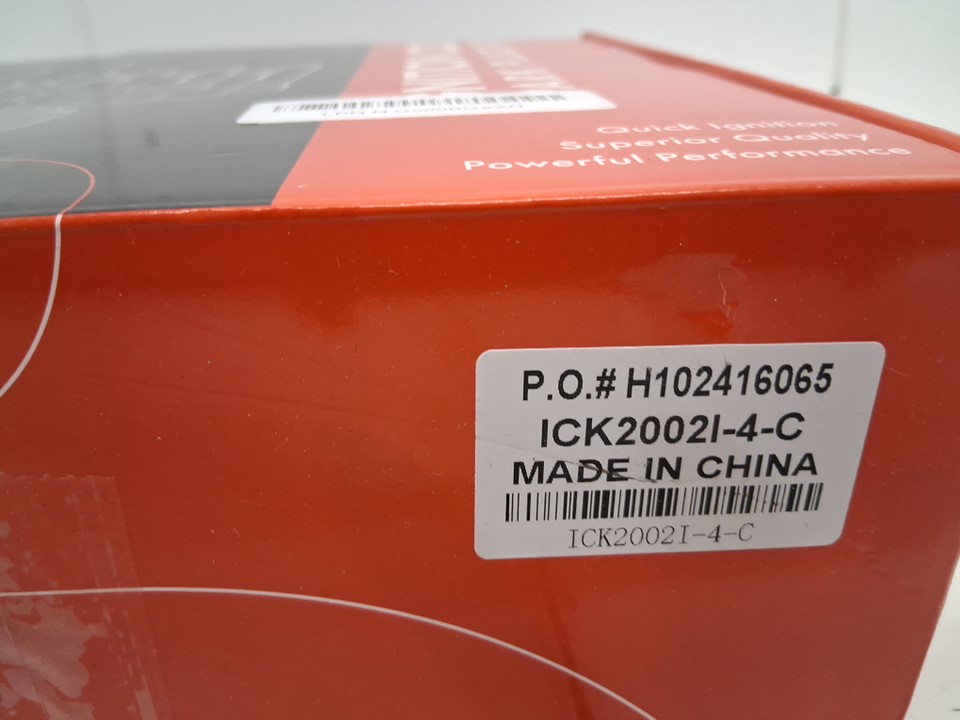 Quick Ignition
Superior Quality
Powerful Performance
P.O.# H102416065
ICK2002I-4-C
MADE IN CHINA
ICK2002I-4-C